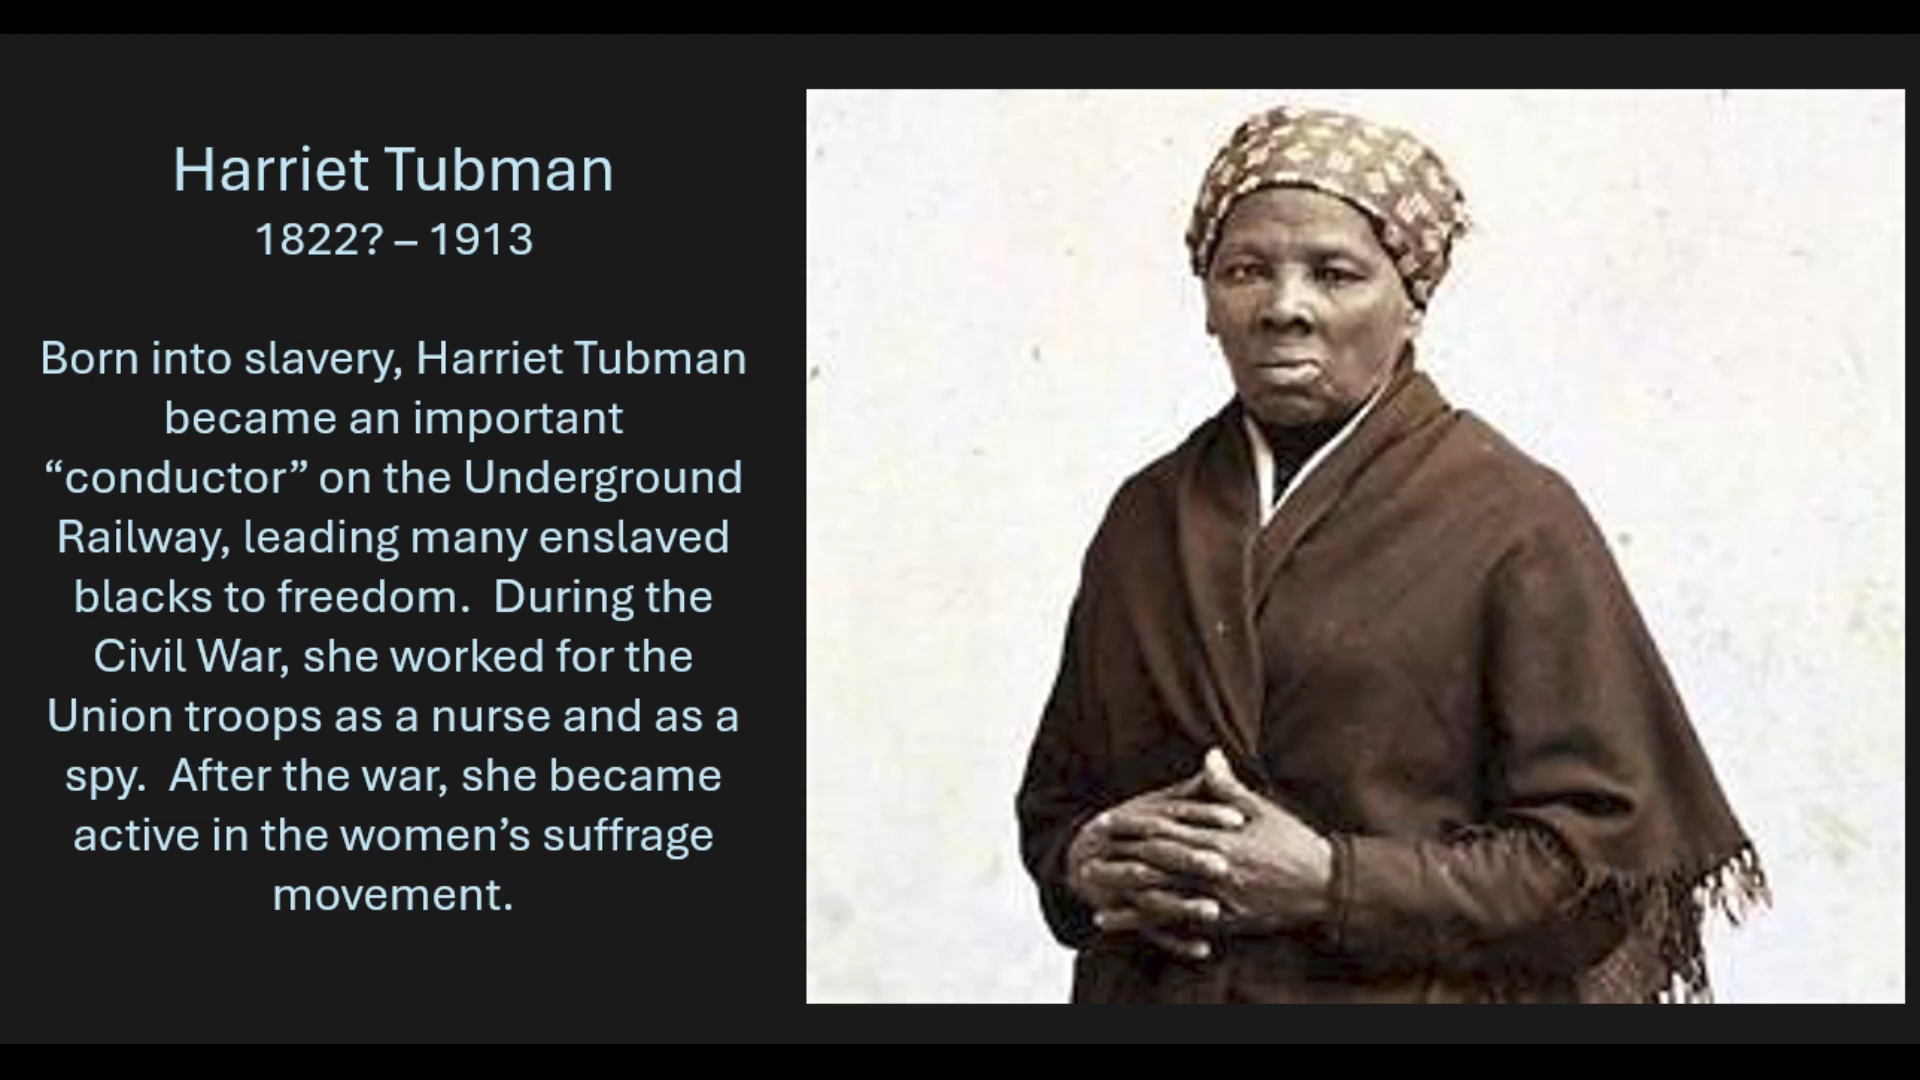 Harriet Tubman
1822? – 1913
Born into slavery, Harriet Tubman
became an important
“conductor” on the Underground
Railway, leading many enslaved
blacks to freedom.  During the
Civil War, she worked for the
Union troops as a nurse and as a
spy.  After the war, she became
active in the women’s suffrage
movement.